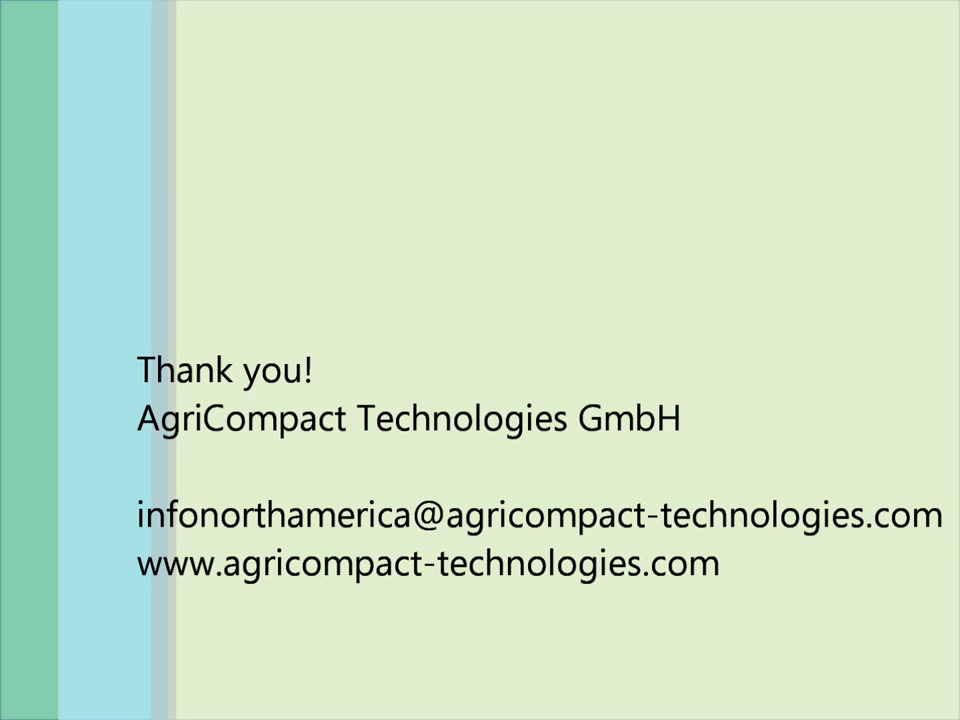 Thank you!
AgriCompact Technologies GmbH
infonorthamerica@agricompact-technologies.com
www.agricompact-technologies.com